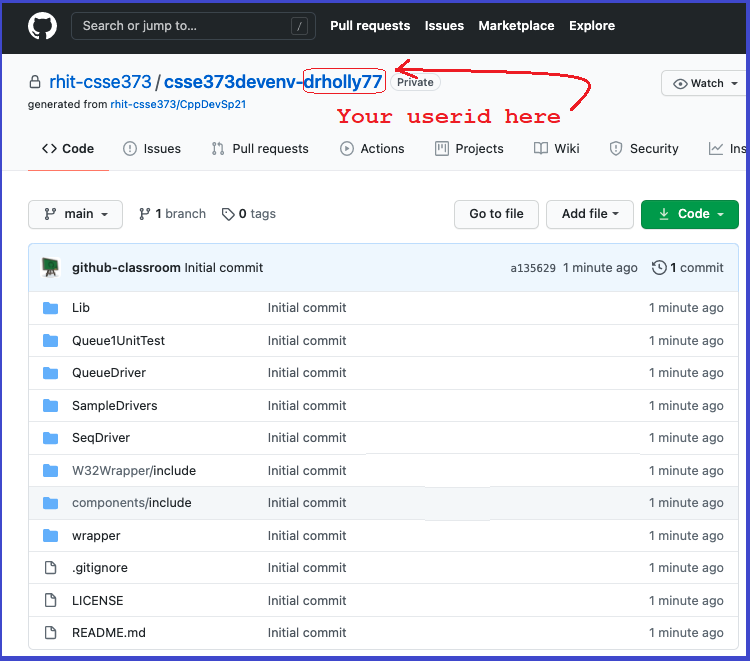 Search or jump to... / Pull requests Issues Marketplace Explore
rhit-csse373 / csse373devenv-drholly77 Private Watch
generated from rhit-csse373/CppDevSp21
Your userid here
<> Code Issues Pull requests Actions Projects Wiki Security Ins
main 1 branch 0 tags Go to file Add file Code
github-classroom Initial commit a135629 1 minute ago 1 commit
Lib Initial commit 1 minute ago
Queue1UnitTest Initial commit 1 minute ago
QueueDriver Initial commit 1 minute ago
SampleDrivers Initial commit 1 minute ago
SeqDriver Initial commit 1 minute ago
W32Wrapper/include Initial commit 1 minute ago
components/include Initial commit 1 minute ago
wrapper Initial commit 1 minute ago
.gitignore Initial commit 1 minute ago
LICENSE Initial commit 1 minute ago
README.md Initial commit 1 minute ago